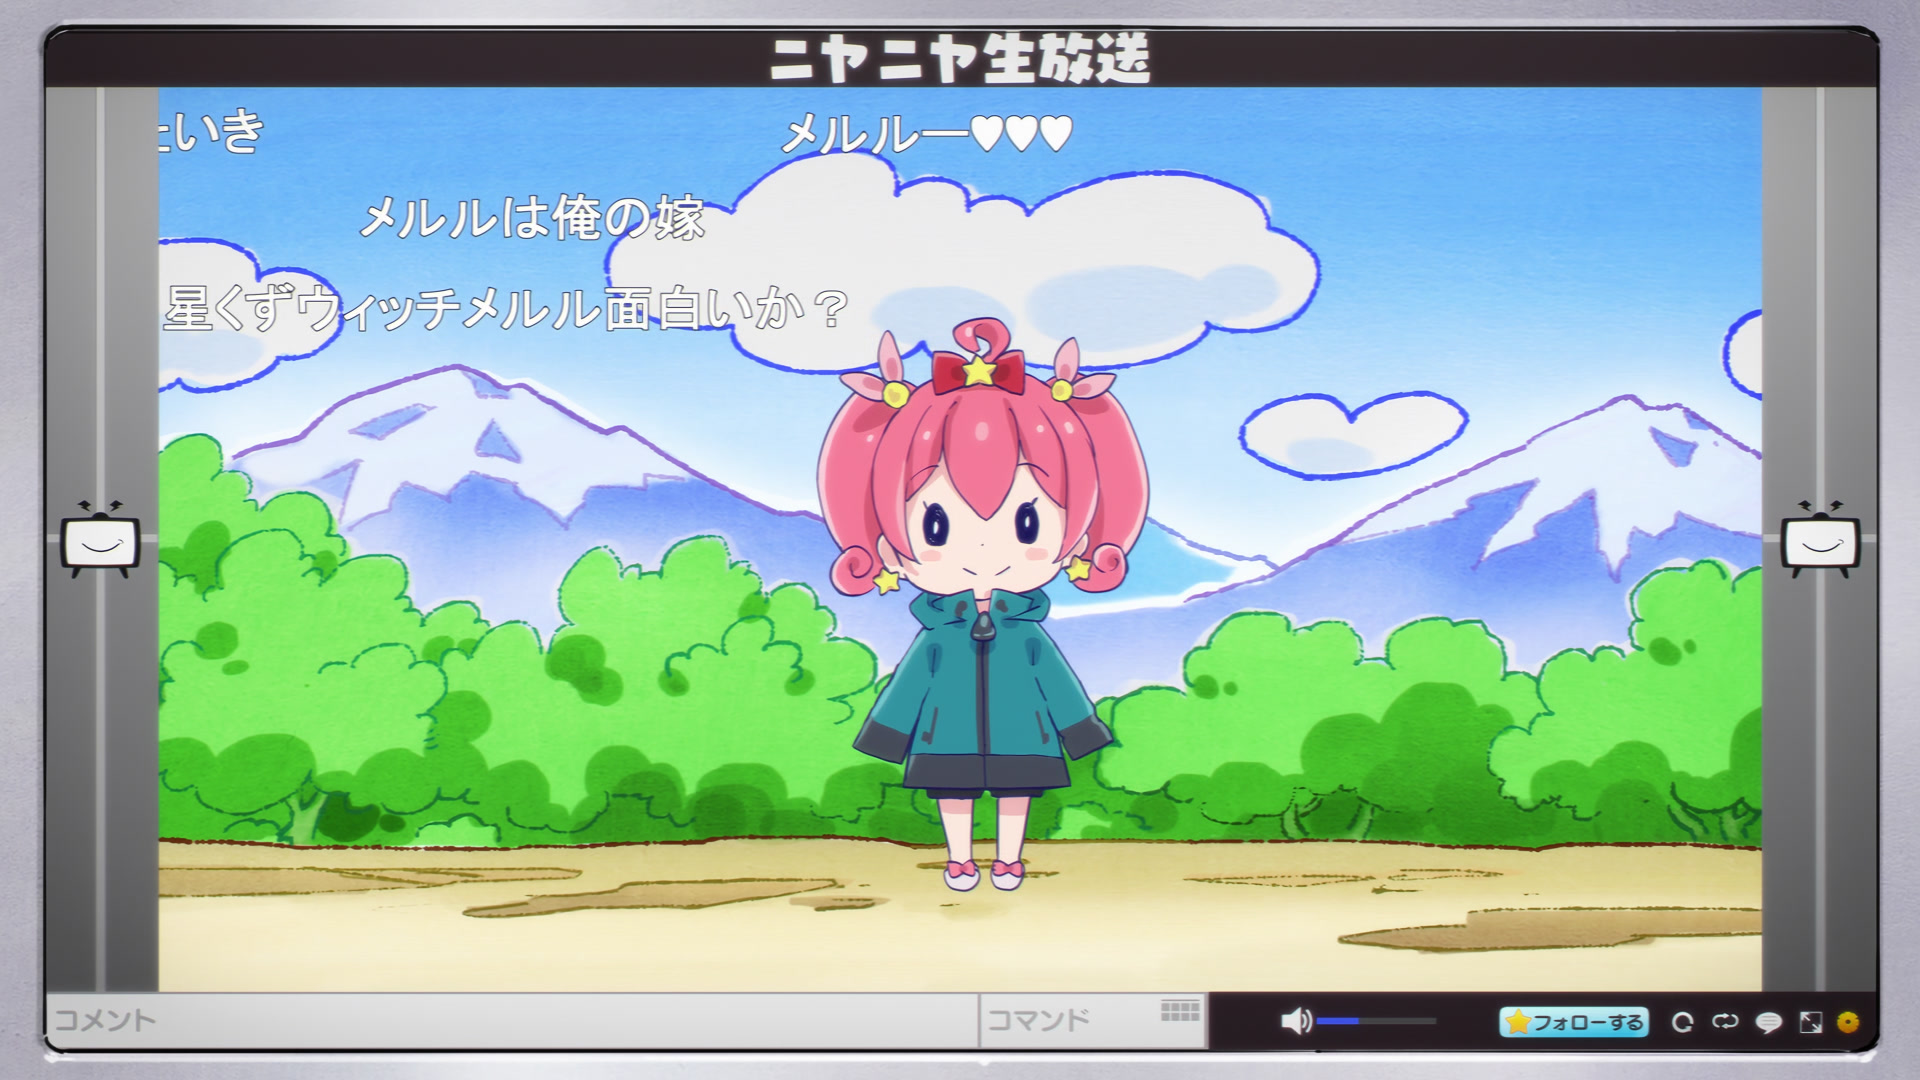 ニヤニヤ生放送
たいき
メルルー♥♥♥
メルルは俺の嫁
星くずウィッチメルル面白いか？
コメント
コマンド
フォローする